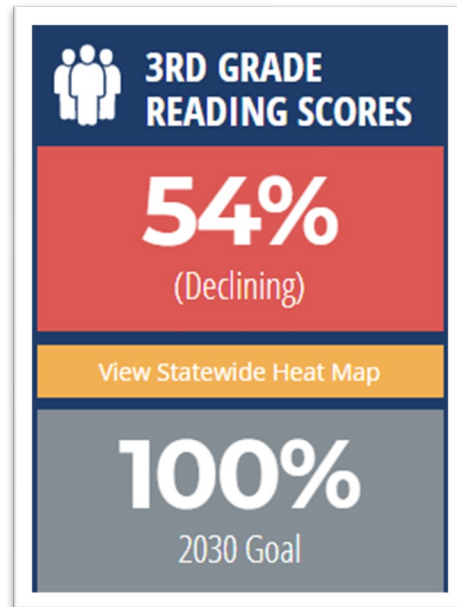 3RD GRADE
READING SCORES
54%
(Declining)
View Statewide Heat Map
100%
2030 Goal